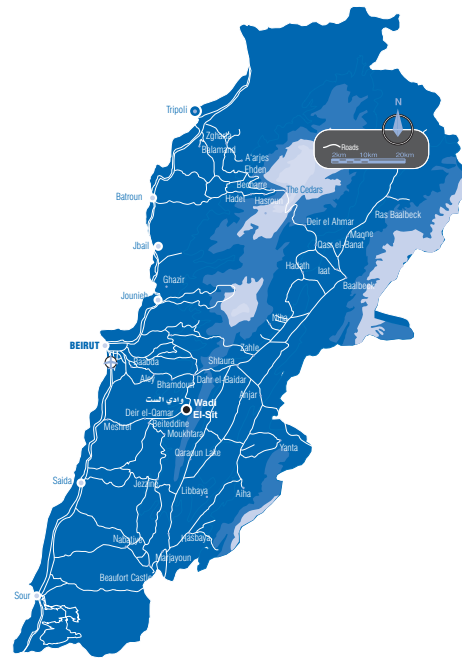 N
Tripoli
Zgharta
Balamand
Roads
2km 10km 20km
A'arjes
Ehden
Becharre
The Cedars
Batroun
Hadet
Hasroun
Ras Baalbeck
Deir el Ahmar
Maqne
Jbail
Qasr el-Banat
Hadath
Iaat
Ghazir
Baalbeck
Jounieh
Niha
BEIRUT
Zahle
Baabda
Shtaura
Aley
Bhamdoun
Dahr el-Baidar
Anjar
وادي الست
Wadi
El-Sit
Deir el-Qamar
Meshref
Beiteddine
Moukhtara
Yanta
Qaraoun Lake
Saida
Jezzine
Libbaya
Aiha
Nabatiye
Hasbaya
Marjayoun
Beaufort Castle
Sour